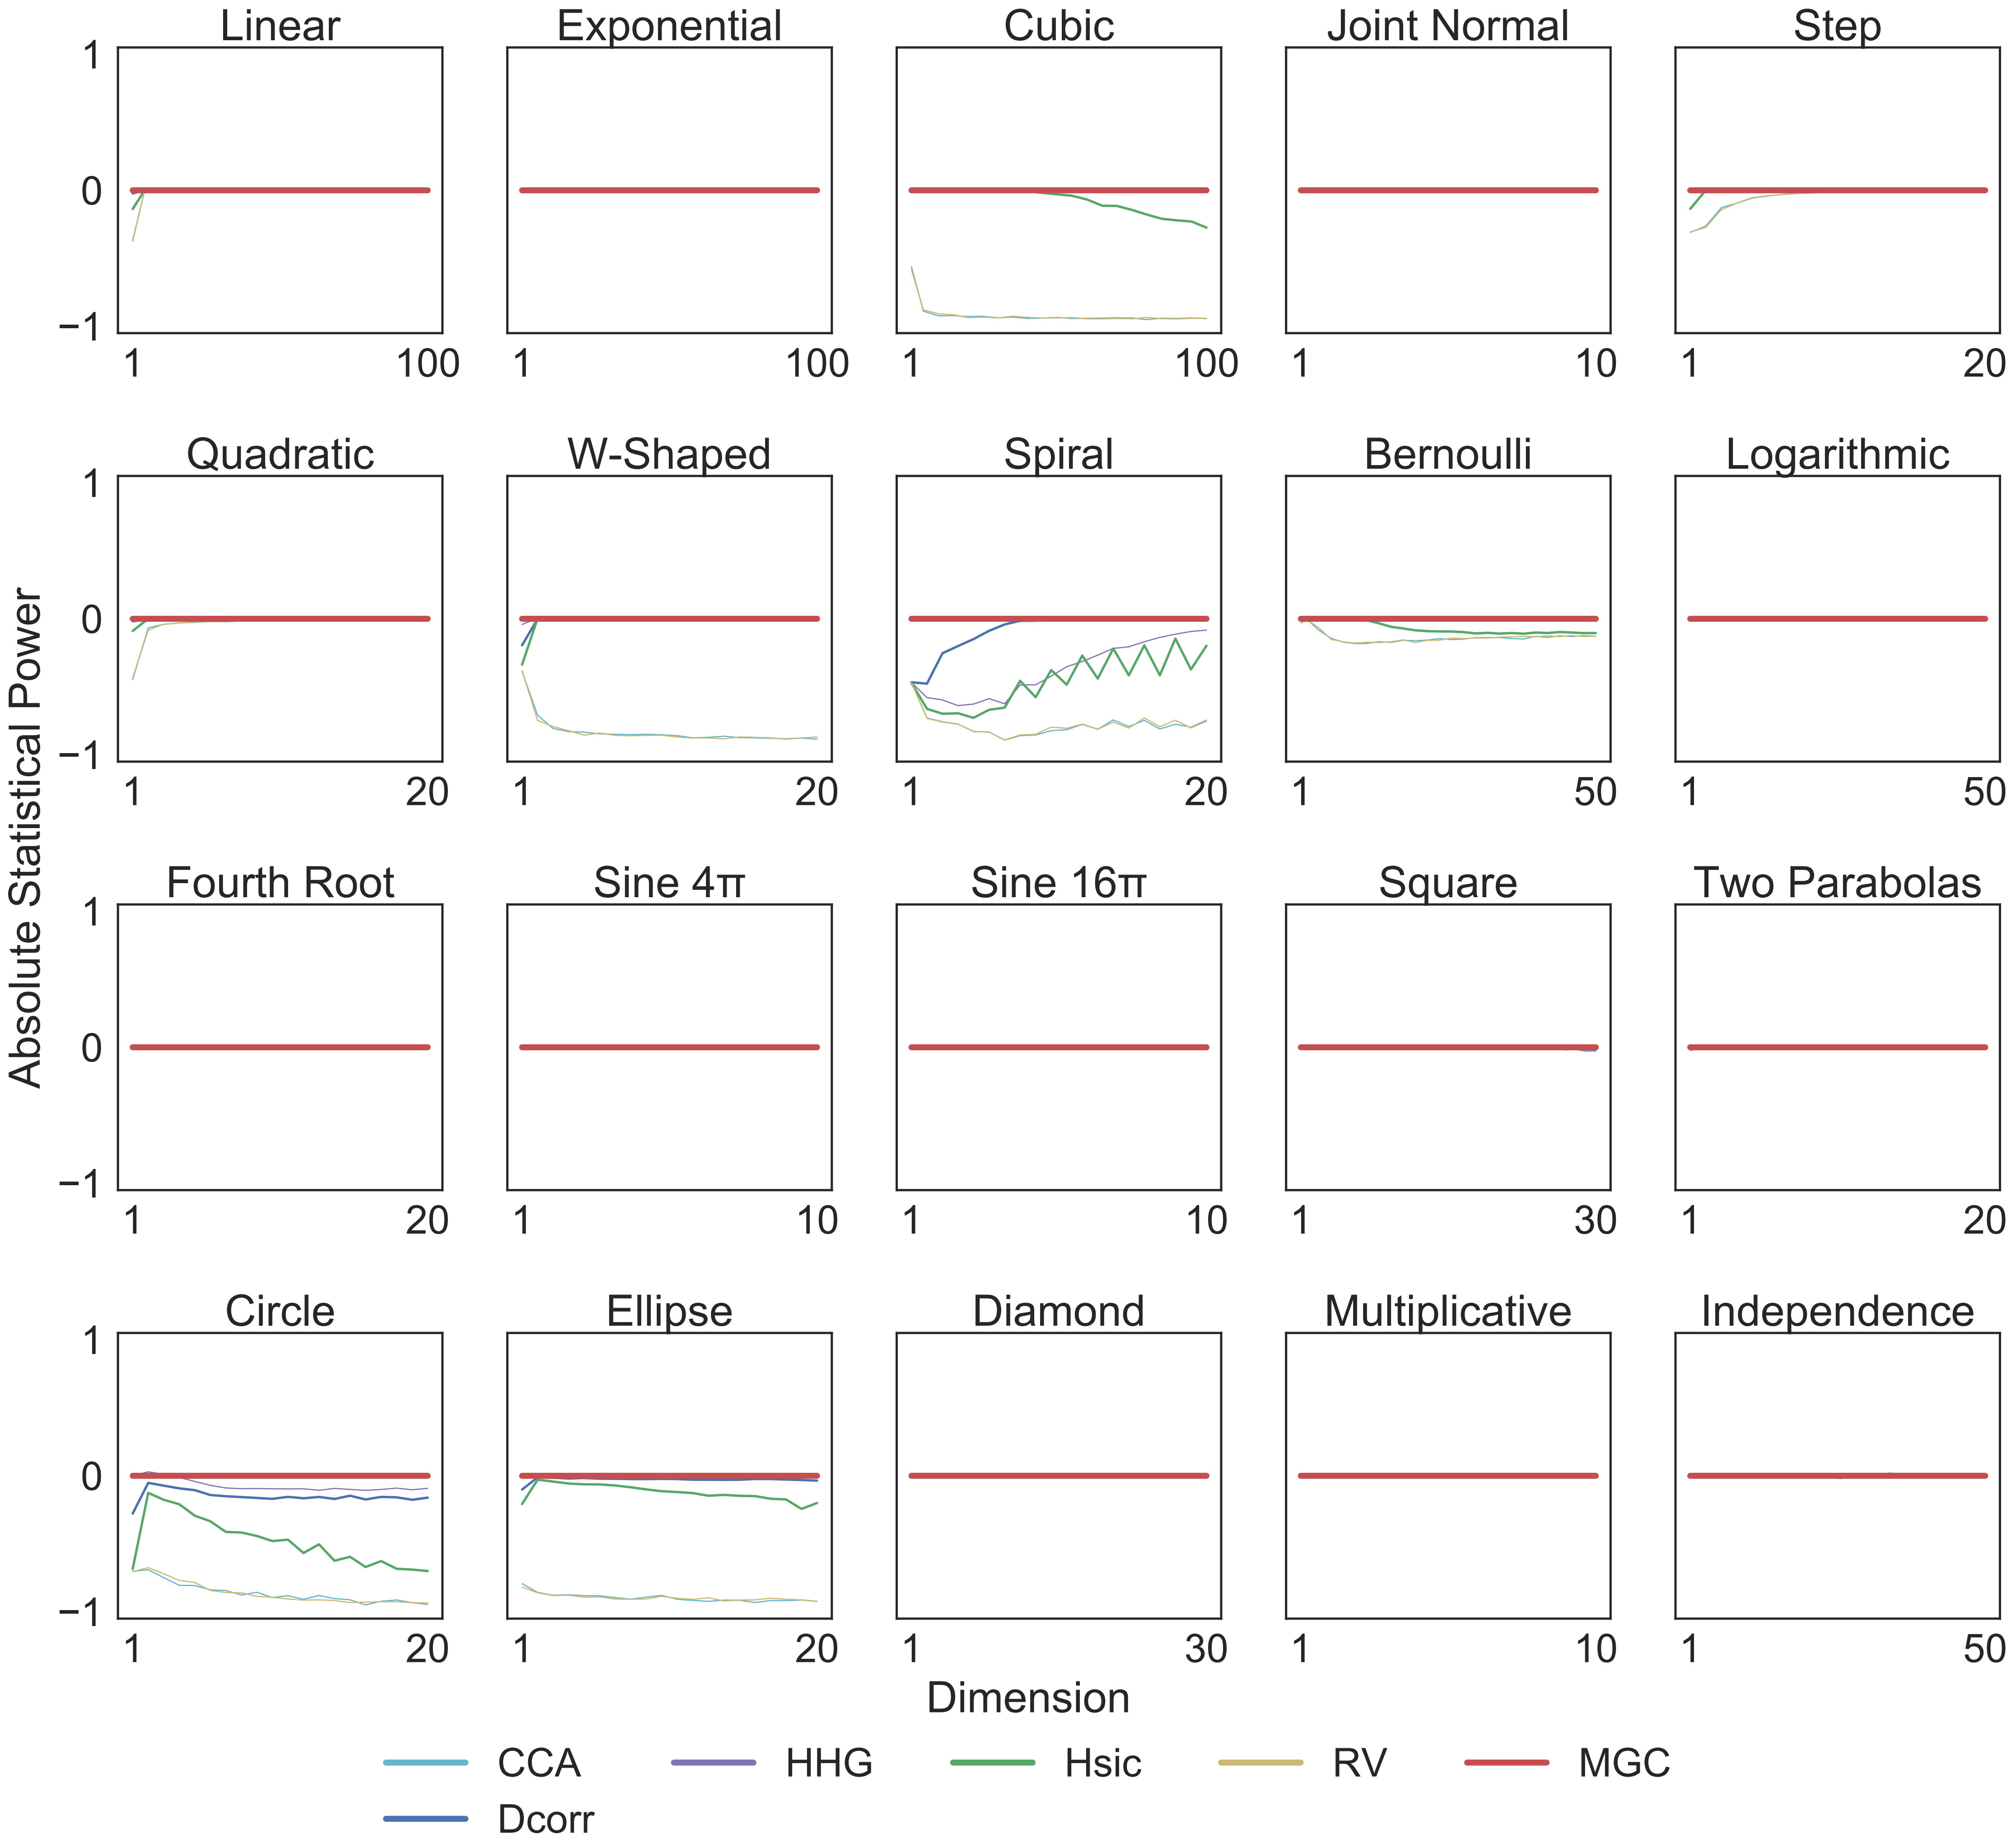 Linear Exponential Cubic Joint Normal Step
1
0
−1
1 100 1 100 1 100 1 10 1 20
Quadratic W-Shaped Spiral Bernoulli Logarithmic
1
0
−1
1 20 1 20 1 20 1 50 1 50
Absolute Statistical Power
Fourth Root Sine 4π Sine 16π Square Two Parabolas
1
0
−1
1 20 1 10 1 10 1 30 1 20
Circle Ellipse Diamond Multiplicative Independence
1
0
−1
1 20 1 20 1 30 1 10 1 50
Dimension
CCA HHG Hsic RV MGC
Dcorr